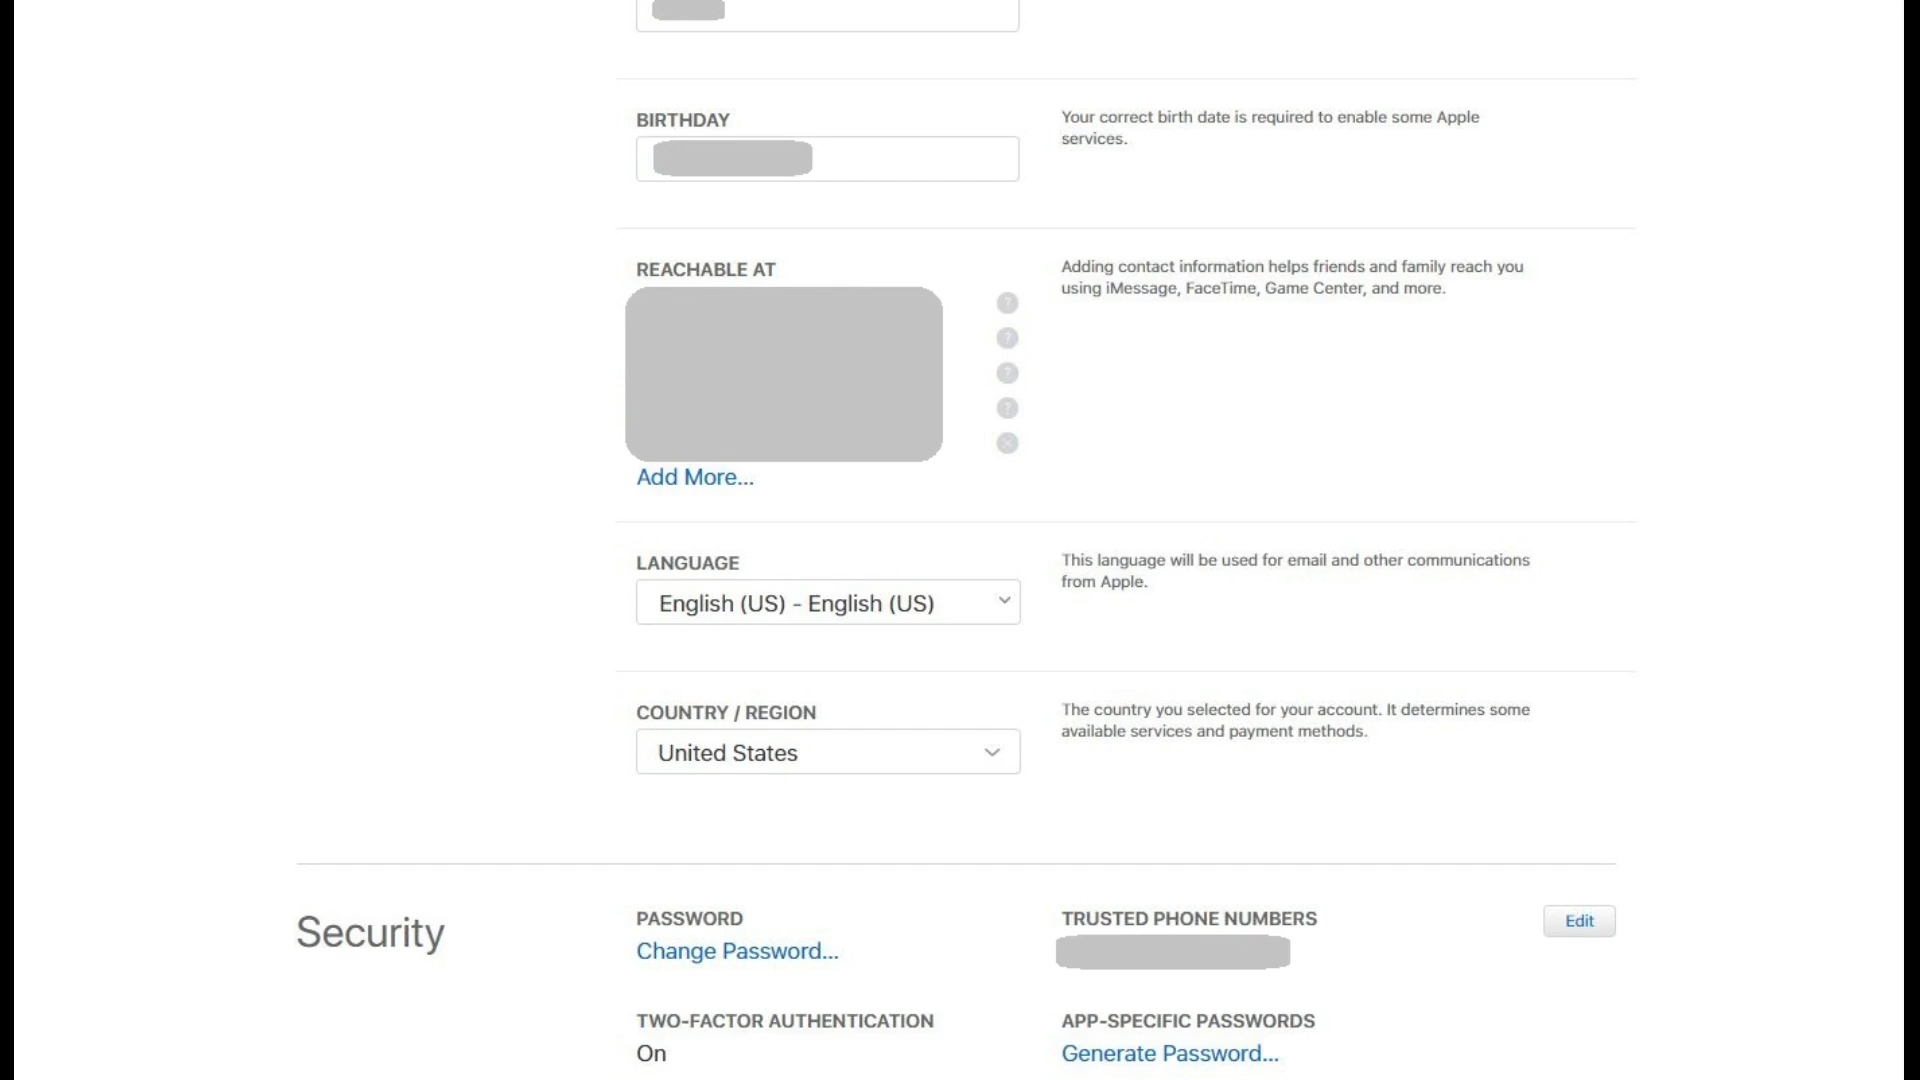 BIRTHDAY
Your correct birth date is required to enable some Apple
services.
REACHABLE AT
Adding contact information helps friends and family reach you
using iMessage, FaceTime, Game Center, and more.
?
?
?
?
Add More...
LANGUAGE
This language will be used for email and other communications
from Apple.
English (US) - English (US)
COUNTRY / REGION
The country you selected for your account. It determines some
available services and payment methods.
United States
Security
PASSWORD
Change Password...
TRUSTED PHONE NUMBERS
Edit
TWO-FACTOR AUTHENTICATION
On
APP-SPECIFIC PASSWORDS
Generate Password...